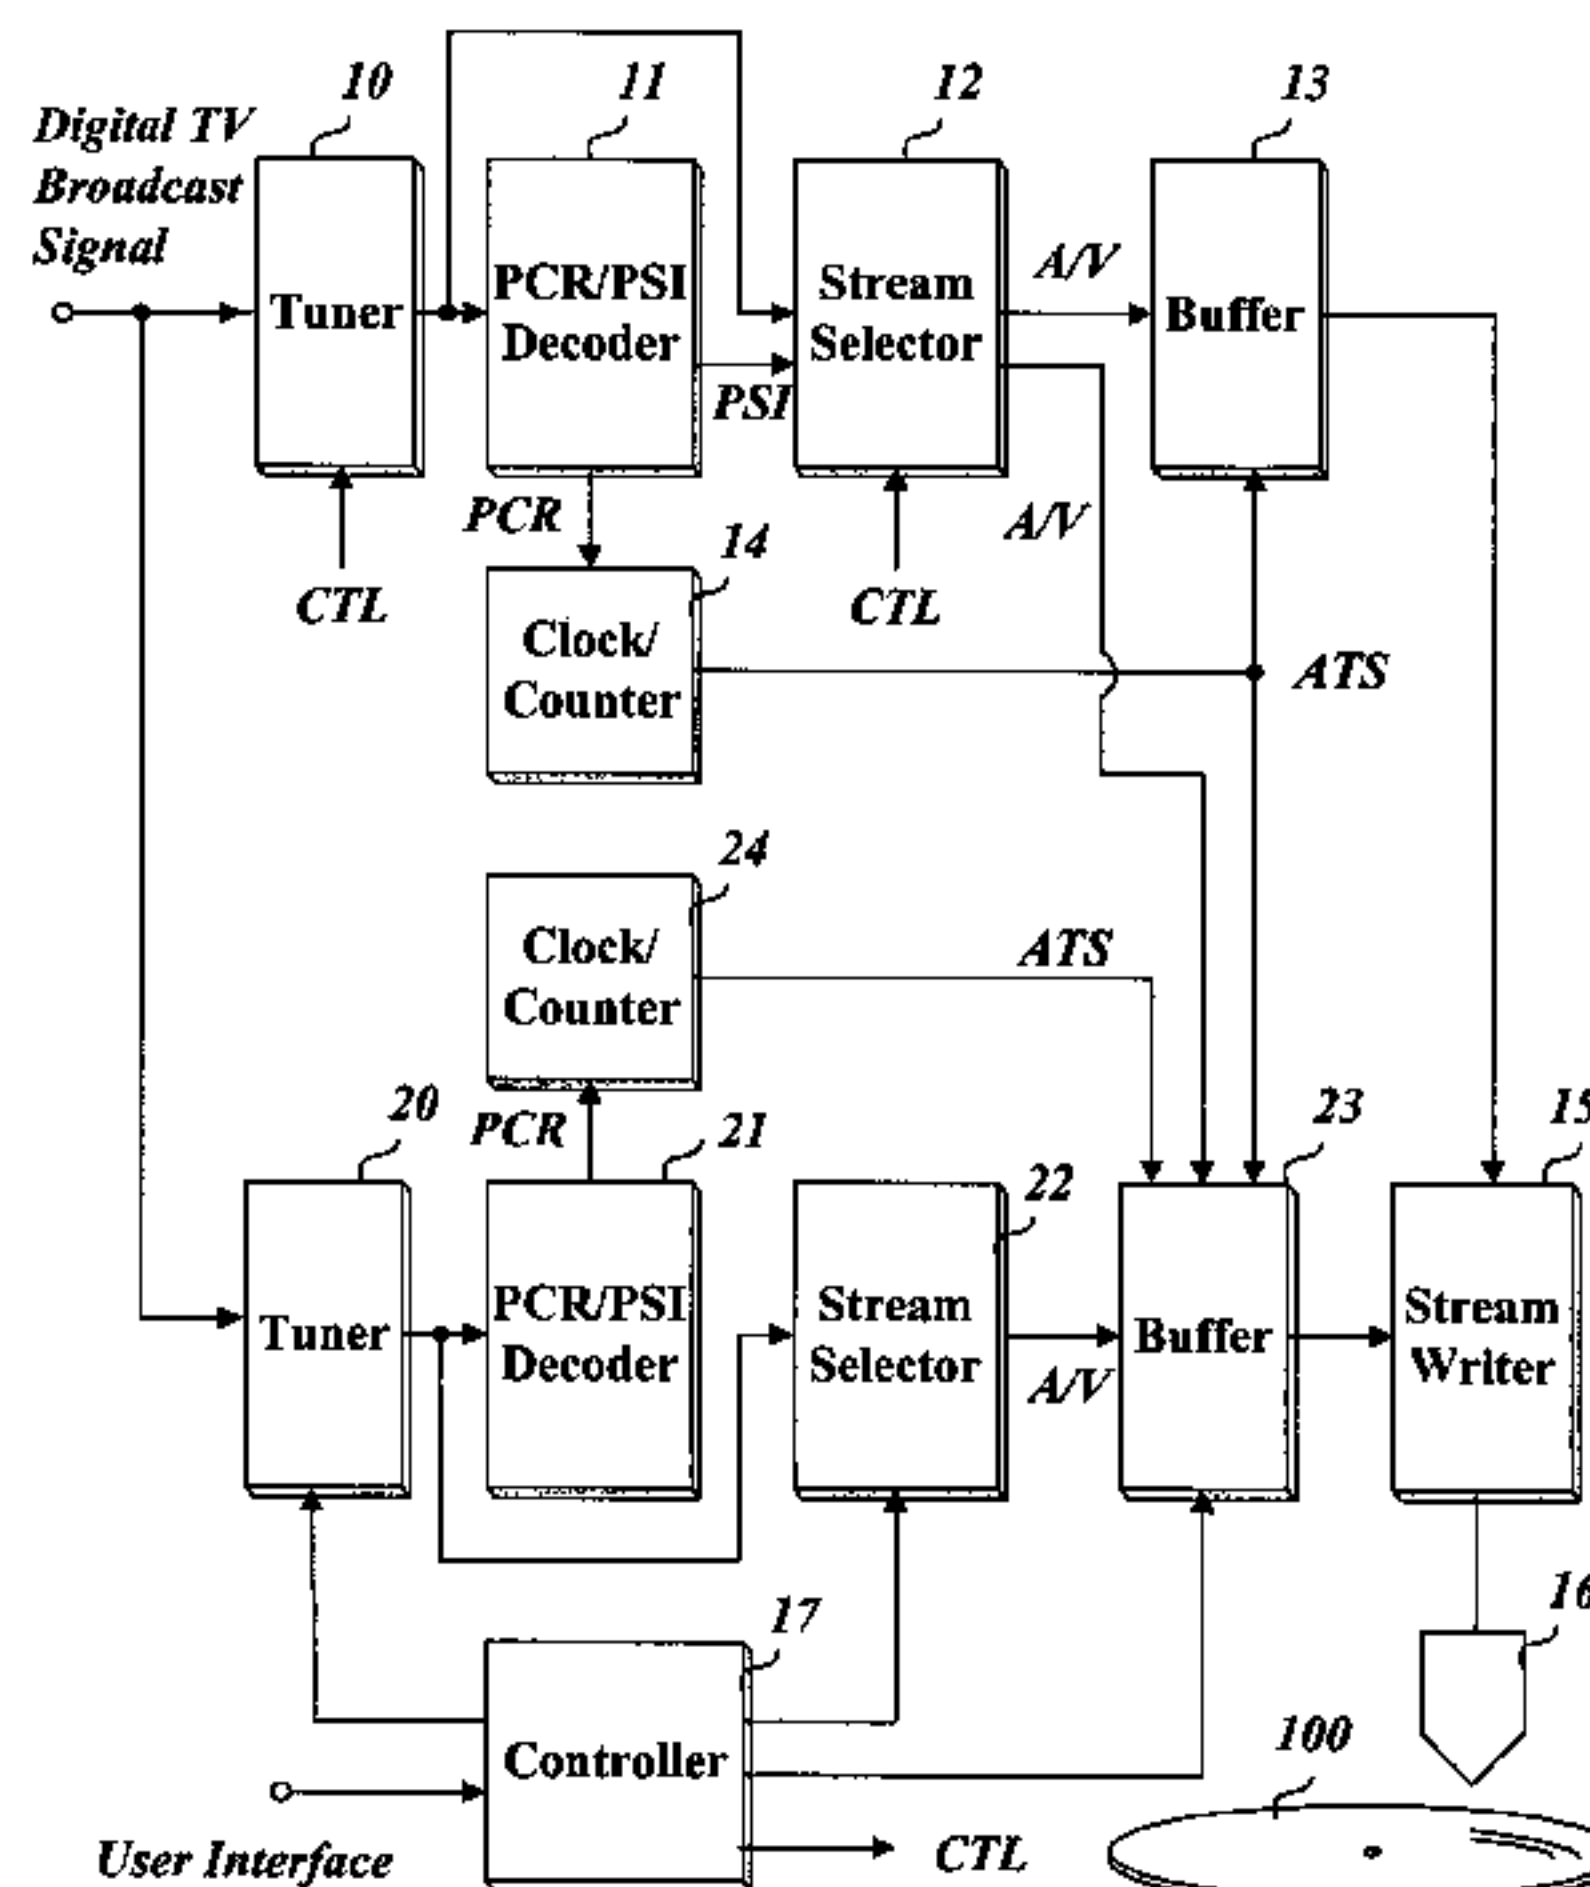 10
11
12
13
Digital TV
Broadcast
Signal
Tuner
PCR/PSI
Decoder
Stream
Selector
A/V
Buffer
PSI
PCR
A/V
14
CTL
CTL
Clock/
Counter
ATS
24
Clock/
Counter
ATS
20
PCR
21
22
23
15
Tuner
PCR/PSI
Decoder
Stream
Selector
A/V
Buffer
Stream
Writer
17
16
100
Controller
User Interface
CTL